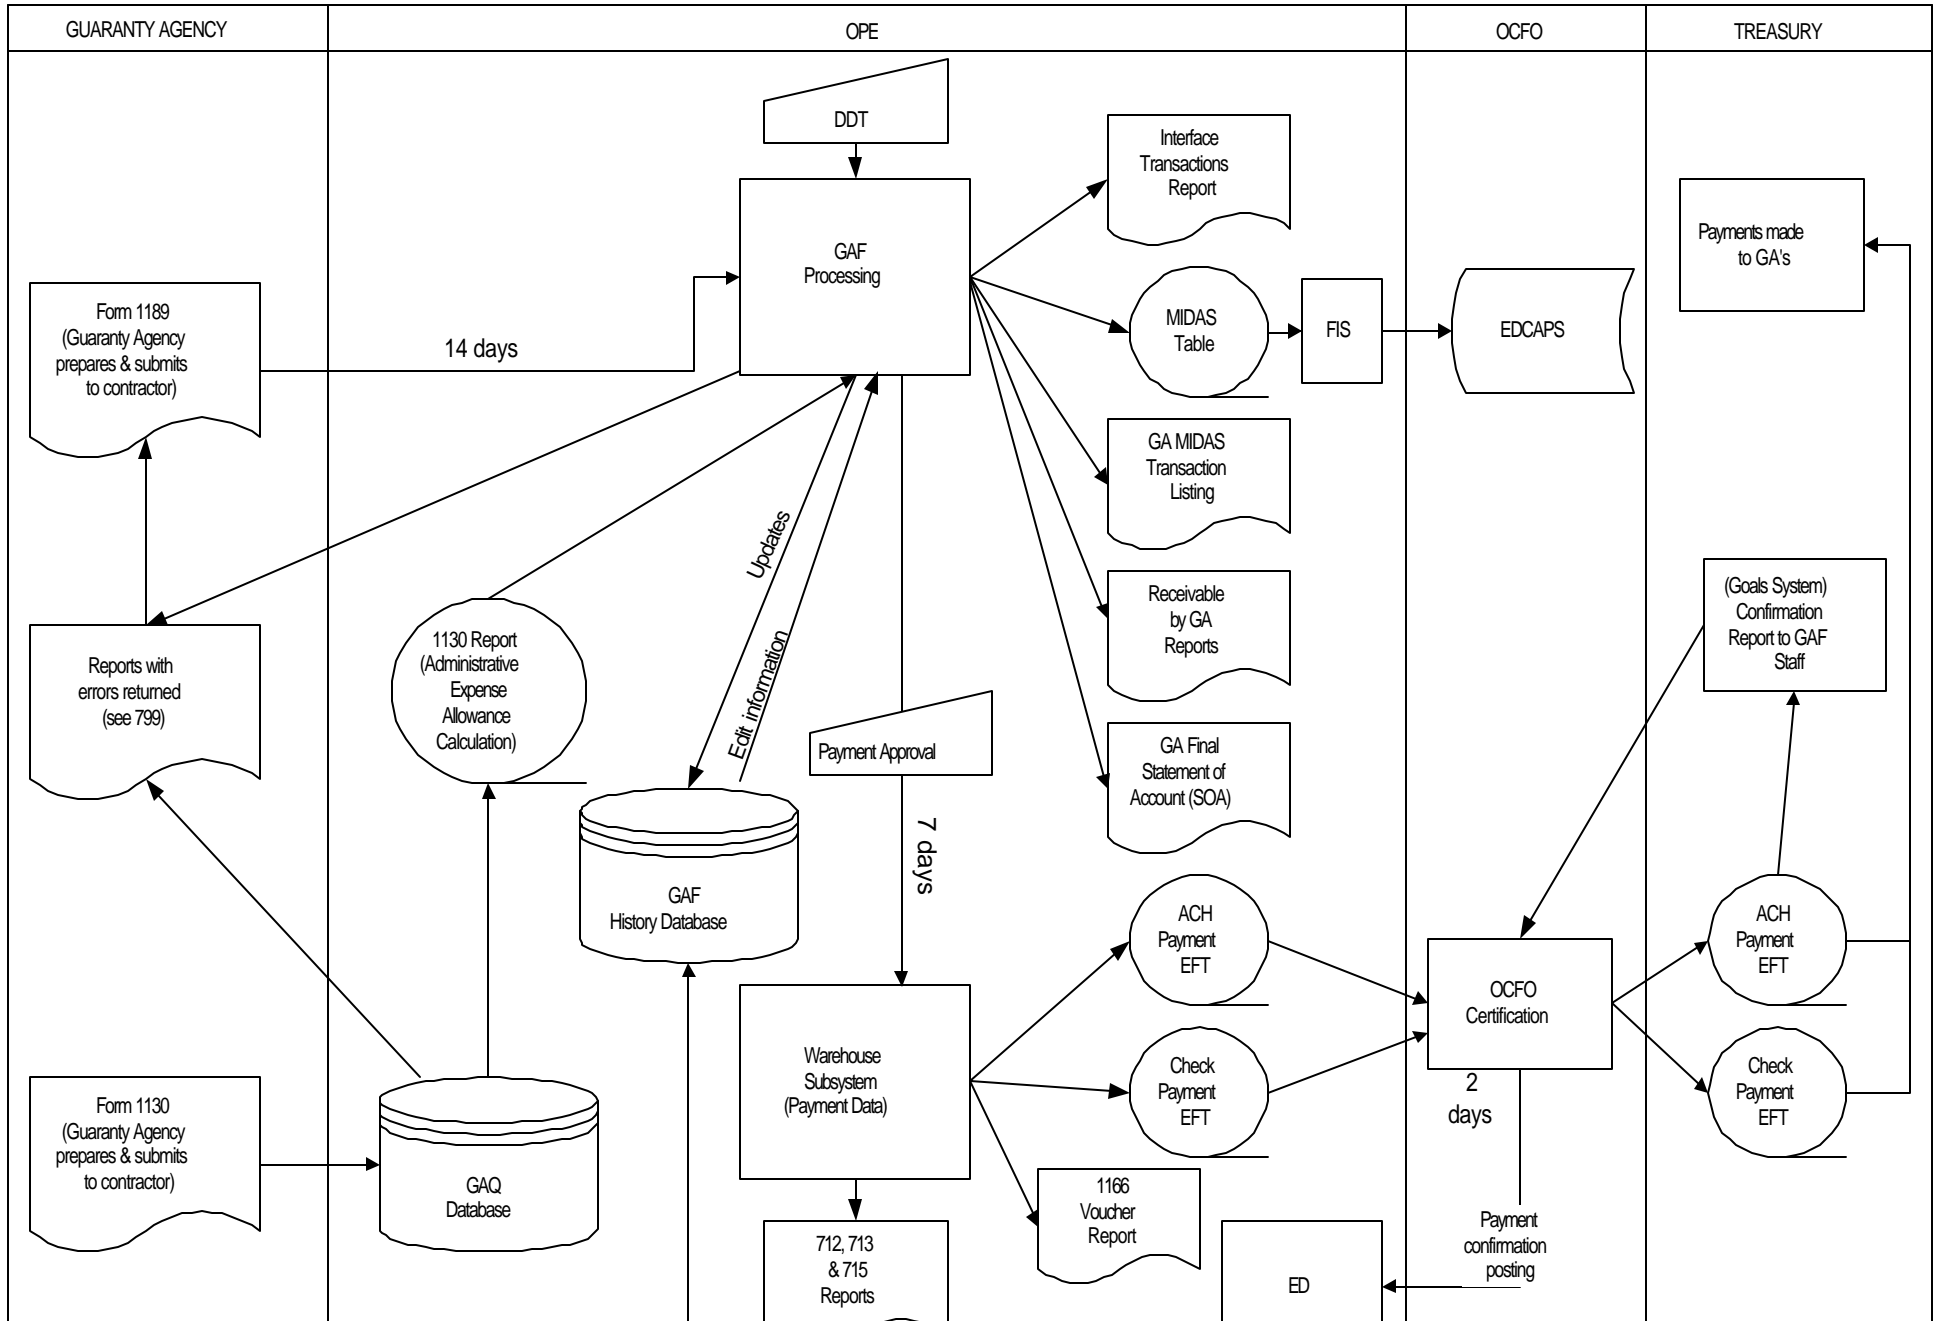 GUARANTY AGENCY
OPE
OCFO
TREASURY
DDT
Interface
Transactions
Report
GAF
Processing
Payments made
to GA's
Form 1189
(Guaranty Agency
prepares & submits
to contractor)
14 days
MIDAS
Table
FIS
EDCAPS
GA MIDAS
Transaction
Listing
Updates
Edit information
Receivable
by GA
Reports
(Goals System)
Confirmation
Report to GAF
Staff
Reports with
errors returned
(see 799)
1130 Report
(Administrative
Expense
Allowance
Calculation)
Payment Approval
GA Final
Statement of
Account (SOA)
7 days
GAF
History Database
ACH
Payment
EFT
OCFO
Certification
ACH
Payment
EFT
Warehouse
Subsystem
(Payment Data)
Check
Payment
EFT
2
days
Check
Payment
EFT
Form 1130
(Guaranty Agency
prepares & submits
to contractor)
GAQ
Database
1166
Voucher
Report
712, 713
& 715
Reports
ED
Payment
confirmation
posting